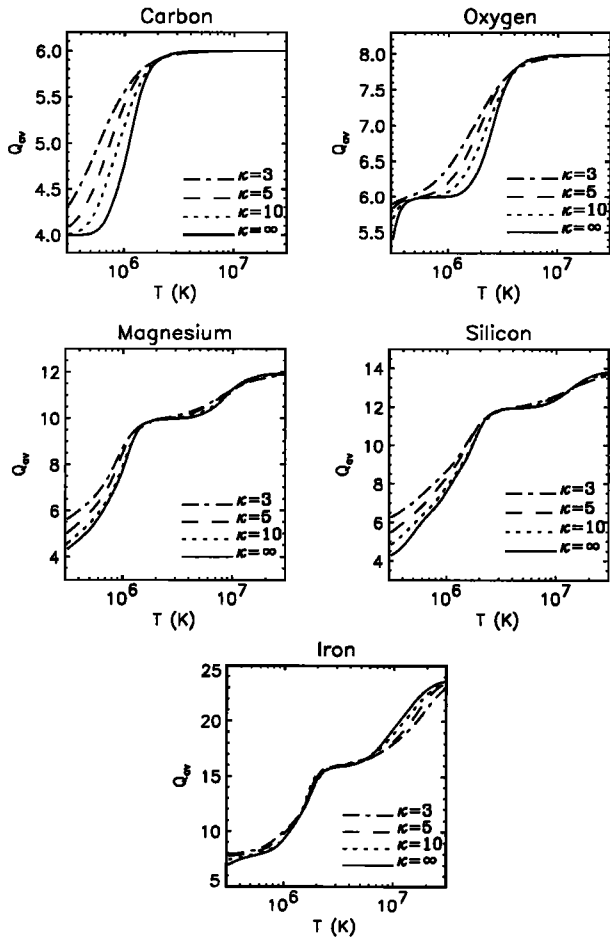 Carbon
6.0
5.5
5.0
4.5
4.0
Q_av
κ=3
κ=5
κ=10
κ=∞
10^6
10^7
T (K)
Oxygen
8.0
7.5
7.0
6.5
6.0
5.5
Q_av
κ=3
κ=5
κ=10
κ=∞
10^6
10^7
T (K)
Magnesium
12
10
8
6
4
Q_av
κ=3
κ=5
κ=10
κ=∞
10^6
10^7
T (K)
Silicon
14
12
10
8
6
4
Q_av
κ=3
κ=5
κ=10
κ=∞
10^6
10^7
T (K)
Iron
25
20
15
10
5
Q_av
κ=3
κ=5
κ=10
κ=∞
10^6
10^7
T (K)